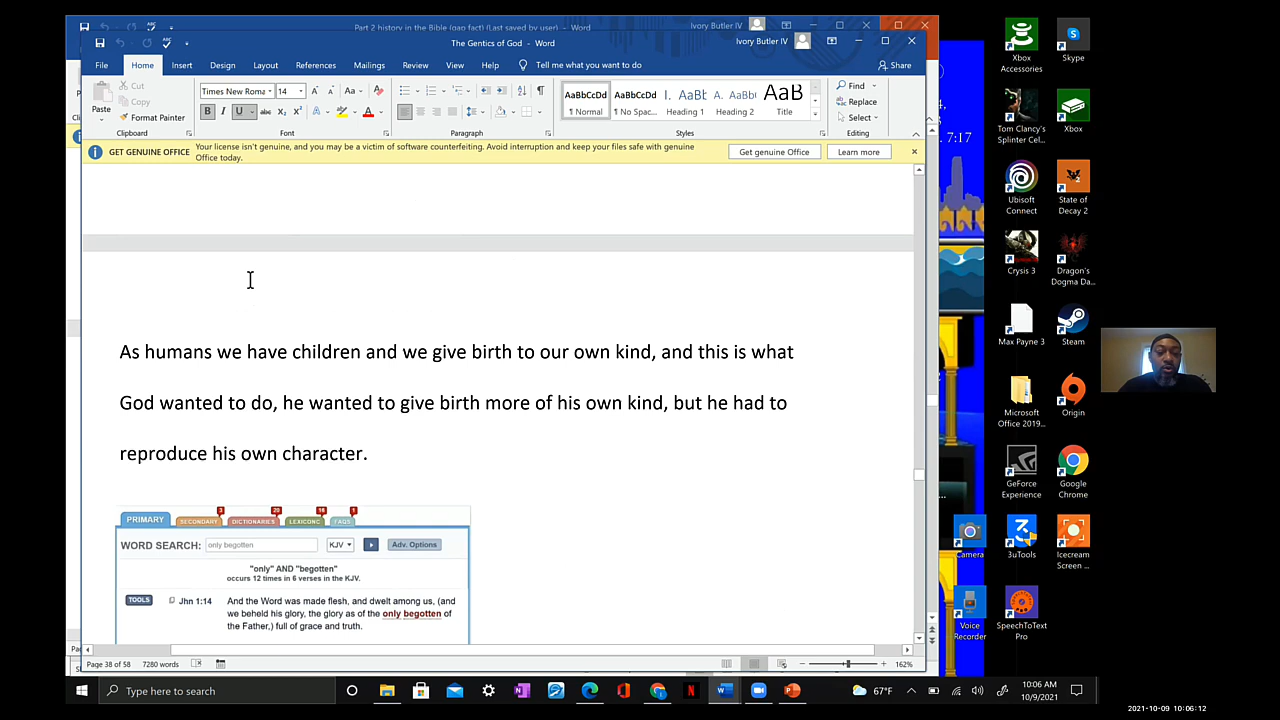 Part 2 history in the Bible (gap fact) (Last saved by user) - Word
Ivory Butler IV
The Gentics of God - Word
Ivory Butler IV
File Home Insert Design Layout References Mailings Review View Help Tell me what you want to do Share
Paste
Cut
Copy
Format Painter
Clipboard
Times New Roma 14
Font
Paragraph
AaBbCcDd AaBbCcDd AaBbC AaBbC AaB
¶ Normal ¶ No Spac... Heading 1 Heading 2 Title
Styles
Find
Replace
Select
Editing
GET GENUINE OFFICE Your license isn't genuine, and you may be a victim of software counterfeiting. Avoid interruption and keep your files safe with genuine
Office today.
Get genuine Office Learn more
As humans we have children and we give birth to our own kind, and this is what
God wanted to do, he wanted to give birth more of his own kind, but he had to
reproduce his own character.
PRIMARY SECONDARY DICTIONARIES LEXICONC FAQS
3 20 16 1
WORD SEARCH: only begotten KJV Adv. Options
"only" AND "begotten"
occurs 12 times in 6 verses in the KJV.
TOOLS Jhn 1:14 And the Word was made flesh, and dwelt among us, (and
we beheld his glory, the glory as of the only begotten of
the Father,) full of grace and truth.
Page 38 of 58 7280 words 162%
. 7:17
Xbox
Accessories
Skype
Tom Clancy's
Splinter Cel...
Xbox
Ubisoft
Connect
State of
Decay 2
Crysis 3
Dragon's
Dogma Da...
Max Payne 3
Steam
Microsoft
Office 2019...
Origin
GeForce
Experience
Google
Chrome
Camera
3uTools
Icecream
Screen ...
Voice
Recorder
SpeechToText
Pro
Type here to search
67°F
10:06 AM
10/9/2021
2021-10-09 10:06:12